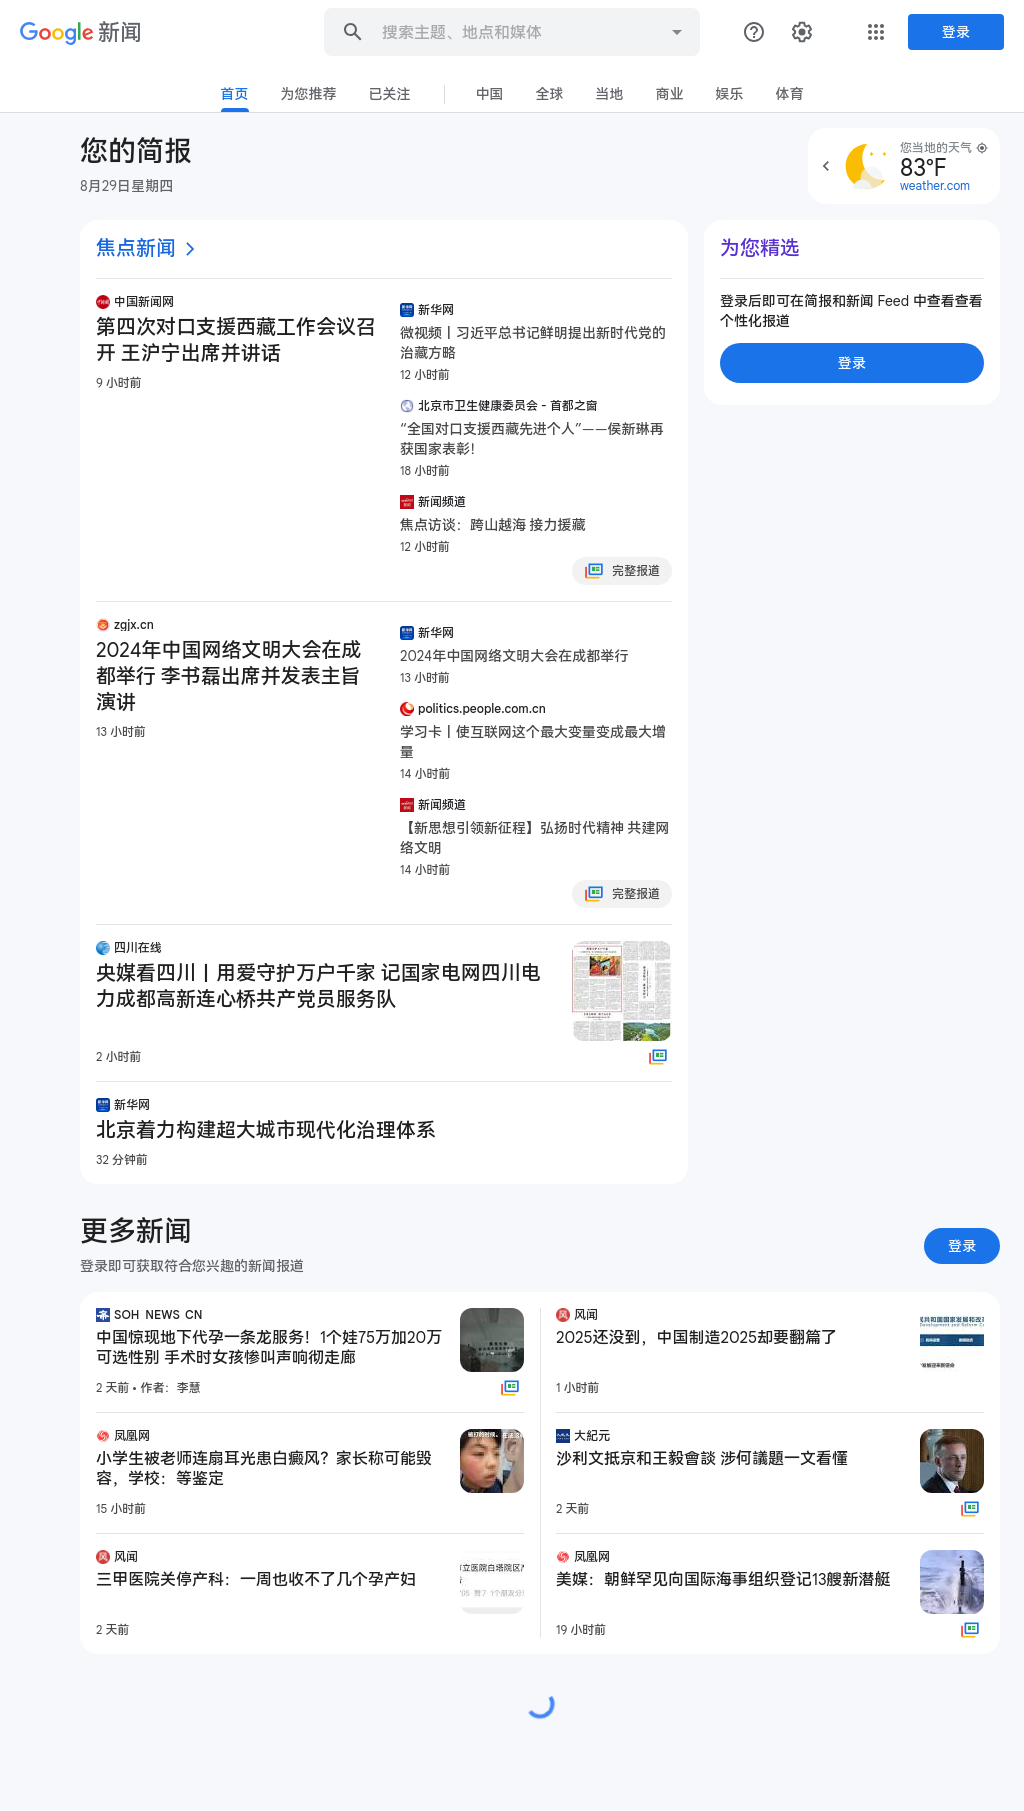 Google 新闻
搜索主题、地点和媒体
登录
首页
为您推荐
已关注
中国
全球
当地
商业
娱乐
体育
您的简报
8月29日星期四
您当地的天气
83°F
weather.com
焦点新闻
中国新闻网
第四次对口支援西藏工作会议召
开 王沪宁出席并讲话
9 小时前
新华网
微视频丨习近平总书记鲜明提出新时代党的
治藏方略
12 小时前
北京市卫生健康委员会 - 首都之窗
“全国对口支援西藏先进个人”——侯新琳再
获国家表彰！
18 小时前
新闻频道
焦点访谈：跨山越海 接力援藏
12 小时前
完整报道
zgjx.cn
2024年中国网络文明大会在成
都举行 李书磊出席并发表主旨
演讲
13 小时前
新华网
2024年中国网络文明大会在成都举行
13 小时前
politics.people.com.cn
学习卡丨使互联网这个最大变量变成最大增
量
14 小时前
新闻频道
【新思想引领新征程】弘扬时代精神 共建网
络文明
14 小时前
完整报道
四川在线
央媒看四川丨用爱守护万户千家 记国家电网四川电
力成都高新连心桥共产党员服务队
2 小时前
新华网
北京着力构建超大城市现代化治理体系
32 分钟前
为您精选
登录后即可在简报和新闻 Feed 中查看查看
个性化报道
登录
更多新闻
登录即可获取符合您兴趣的新闻报道
登录
SOH_NEWS_CN
中国惊现地下代孕一条龙服务！1个娃75万加20万
可选性别 手术时女孩惨叫声响彻走廊
2 天前 • 作者：李慧
凤凰网
小学生被老师连扇耳光患白癜风？家长称可能毁
容，学校：等鉴定
15 小时前
风闻
三甲医院关停产科：一周也收不了几个孕产妇
2 天前
风闻
2025还没到，中国制造2025却要翻篇了
1 小时前
大紀元
沙利文抵京和王毅會談 涉何議題一文看懂
2 天前
凤凰网
美媒：朝鲜罕见向国际海事组织登记13艘新潜艇
19 小时前